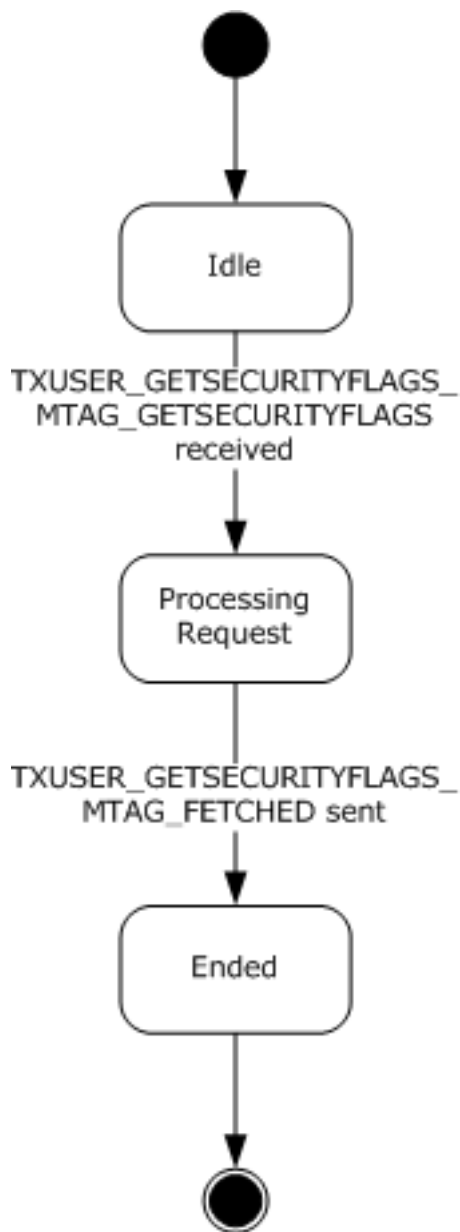 Idle
TXUSER_GETSECURITYFLAGS_
MTAG_GETSECURITYFLAGS
received
Processing
Request
TXUSER_GETSECURITYFLAGS_
MTAG_FETCHED sent
Ended